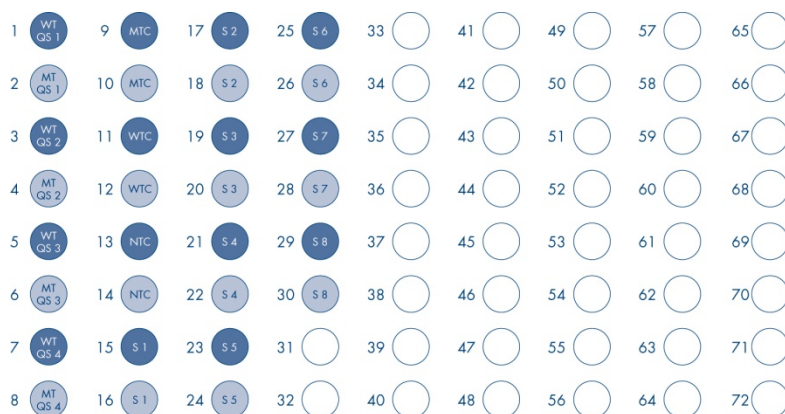 1 WT QS 1 9 MTC 17 S 2 25 S 6 33 41 49 57 65
2 MT QS 1 10 MTC 18 S 2 26 S 6 34 42 50 58 66
3 WT QS 2 11 WTC 19 S 3 27 S 7 35 43 51 59 67
4 MT QS 2 12 WTC 20 S 3 28 S 7 36 44 52 60 68
5 WT QS 3 13 NTC 21 S 4 29 S 8 37 45 53 61 69
6 MT QS 3 14 NTC 22 S 4 30 S 8 38 46 54 62 70
7 WT QS 4 15 S 1 23 S 5 31 39 47 55 63 71
8 MT QS 4 16 S 1 24 S 5 32 40 48 56 64 72